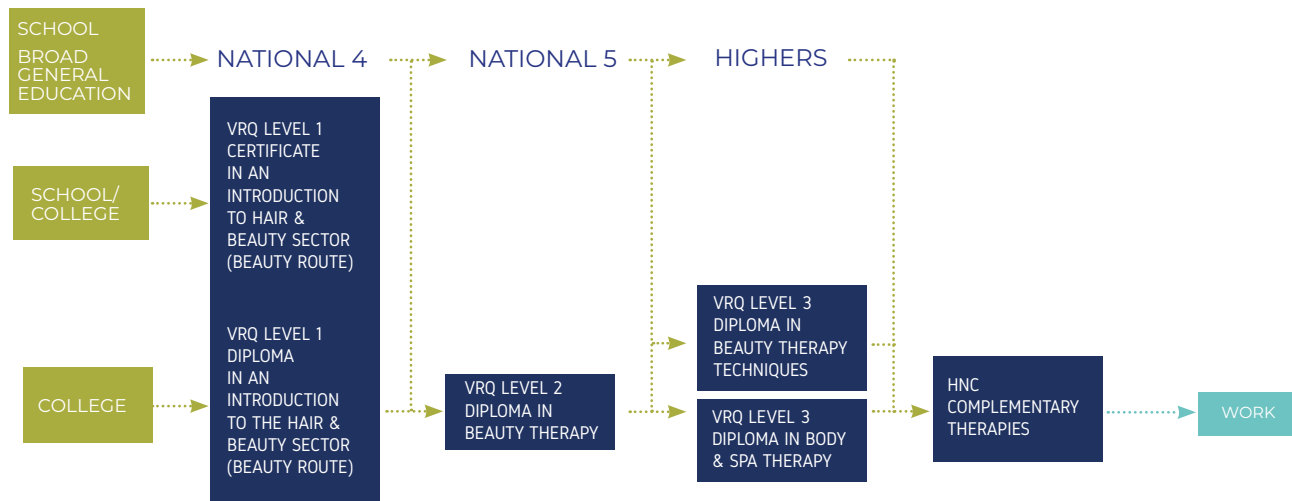 SCHOOL
BROAD
GENERAL
EDUCATION
NATIONAL 4
NATIONAL 5
HIGHERS
SCHOOL/
COLLEGE
VRQ LEVEL 1
CERTIFICATE
IN AN
INTRODUCTION
TO HAIR &
BEAUTY SECTOR
(BEAUTY ROUTE)
COLLEGE
VRQ LEVEL 1
DIPLOMA
IN AN
INTRODUCTION
TO THE HAIR &
BEAUTY SECTOR
(BEAUTY ROUTE)
VRQ LEVEL 2
DIPLOMA IN
BEAUTY THERAPY
VRQ LEVEL 3
DIPLOMA IN
BEAUTY THERAPY
TECHNIQUES
VRQ LEVEL 3
DIPLOMA IN BODY
& SPA THERAPY
HNC
COMPLEMENTARY
THERAPIES
WORK